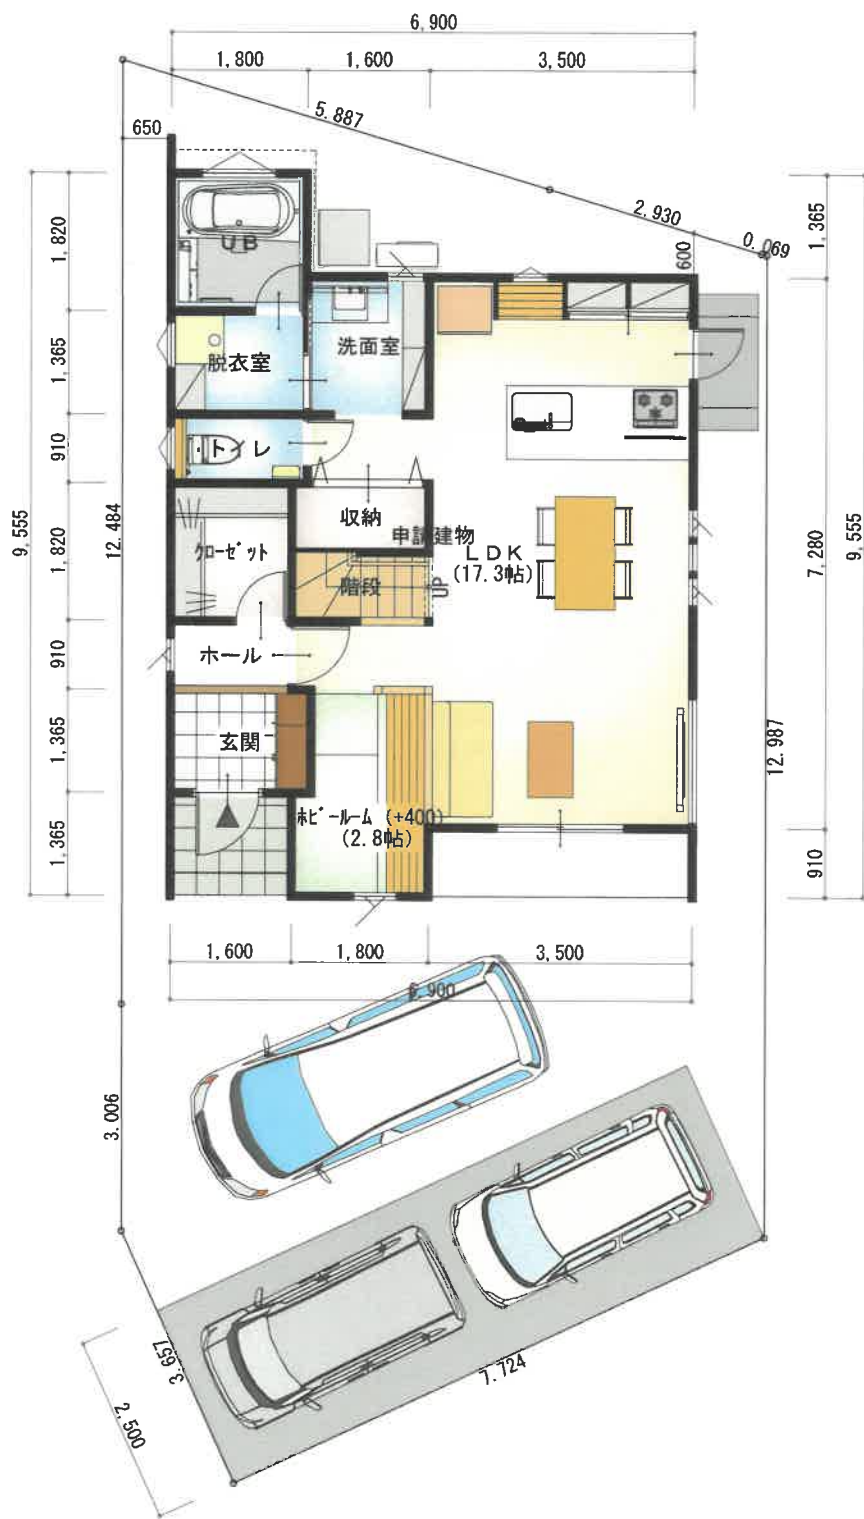 6,900
1,800
1,600
3,500
5.887
650
2.930
0.069
600
1,365
1,820
UB
洗面室
脱衣室
1,365
910
トイレ
9,555
12.484
収納
申請建物
LDK
(17.3帖)
7,280
9,555
1,820
クローゼット
階段
UP
910
ホール
1,365
玄関
12.987
ホビールーム (+400)
(2.8帖)
1,365
910
1,600
1,800
3,500
6,900
3.006
3.657
7.724
2,500